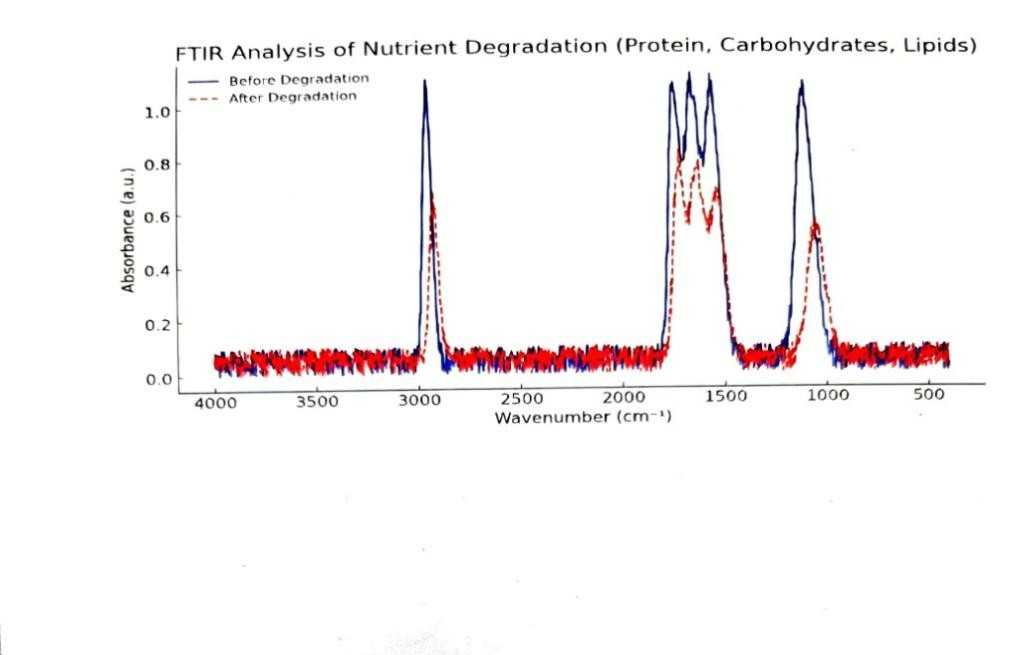 FTIR Analysis of Nutrient Degradation (Protein, Carbohydrates, Lipids)
Before Degradation
After Degradation
Absorbance (a.u.)
1.0
0.8
0.6
0.4
0.2
0.0
4000 3500 3000 2500 2000 1500 1000 500
Wavenumber (cm⁻¹)